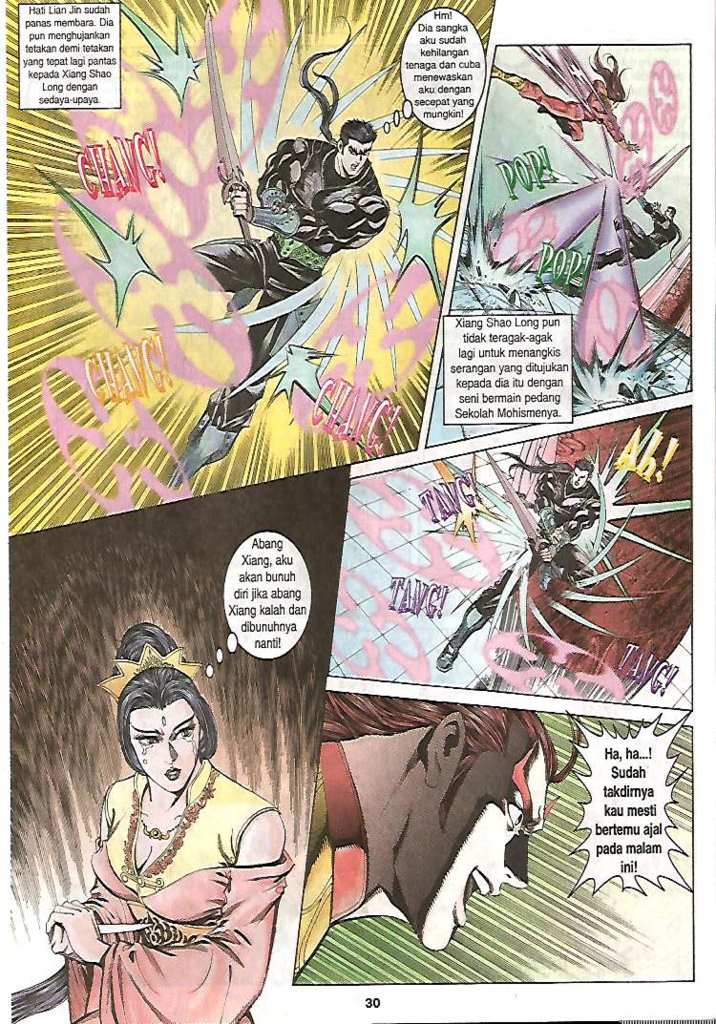 Hati Lian Jin sudah
panas membara. Dia
pun menghujankan
tetakan demi tetakan
yang tepat lagi pantas
kepada Xiang Shao
Long dengan
sedaya-upaya.
Hm!
Dia sangka
aku sudah
kehilangan
tenaga dan cuba
menewaskan
aku dengan
secepat yang
mungkin!
CHANG!
CHANG!
CHANG!
POP!
POP!
Xiang Shao Long pun
tidak teragak-agak
lagi untuk menangkis
serangan yang ditujukan
kepada dia itu dengan
seni bermain pedang
Sekolah Mohismenya.
Ah!
TANG!
TANG!
TANG!
Abang
Xiang, aku
akan bunuh
diri jika abang
Xiang kalah dan
dibunuhnya
nanti!
Ha, ha...!
Sudah
takdirnya
kau mesti
bertemu ajal
pada malam
ini!
30